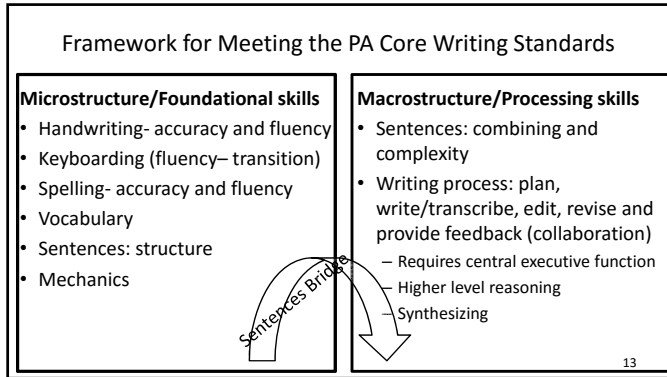 Framework for Meeting the PA Core Writing Standards
Microstructure/Foundational skills
• Handwriting- accuracy and fluency
• Keyboarding (fluency– transition)
• Spelling- accuracy and fluency
• Vocabulary
• Sentences: structure
• Mechanics
Sentences Bridge
Macrostructure/Processing skills
• Sentences: combining and
complexity
• Writing process: plan,
write/transcribe, edit, revise and
provide feedback (collaboration)
– Requires central executive function
– Higher level reasoning
– Synthesizing
13